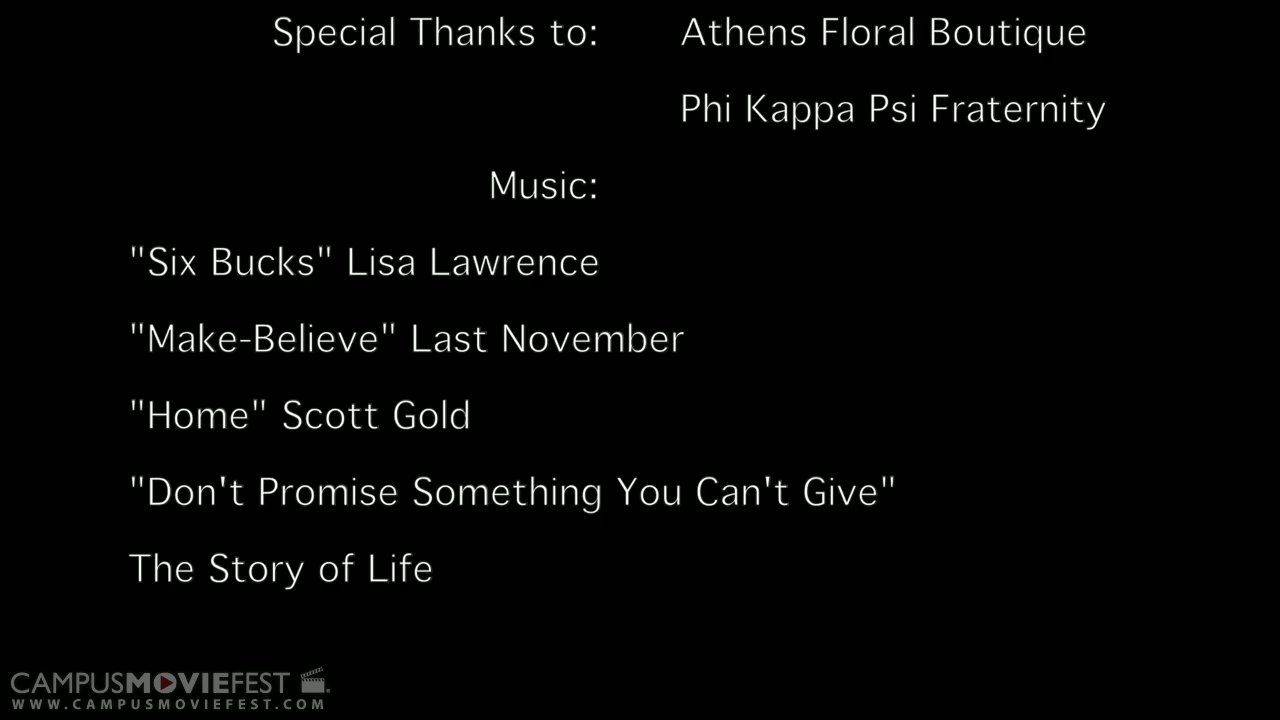 Special Thanks to: Athens Floral Boutique
Phi Kappa Psi Fraternity
Music:
"Six Bucks" Lisa Lawrence
"Make-Believe" Last November
"Home" Scott Gold
"Don't Promise Something You Can't Give"
The Story of Life
CAMPUSMOVIEFEST
WWW.CAMPUSMOVIEFEST.COM